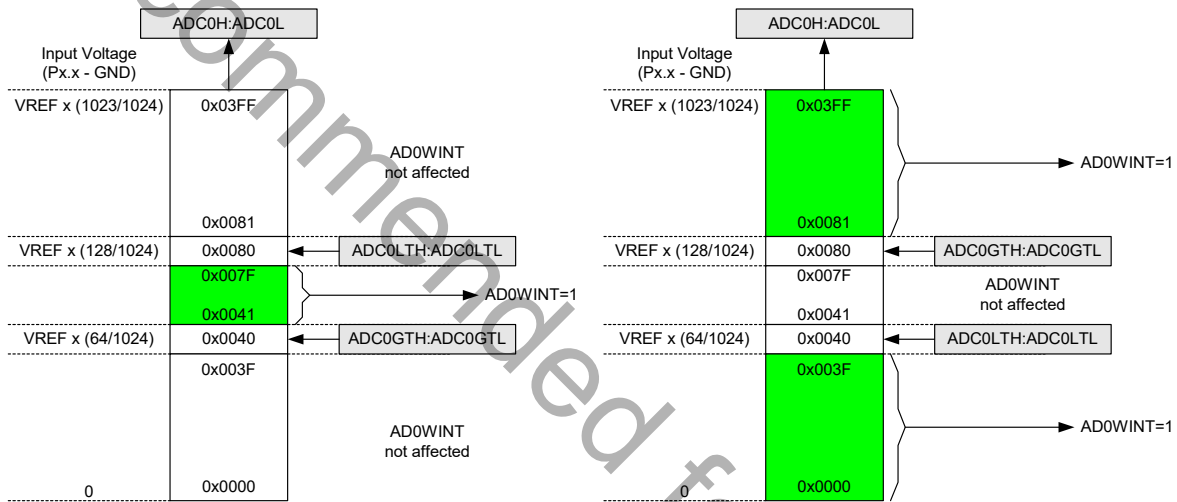 ADC0H:ADC0L
Input Voltage
(Px.x - GND)
VREF x (1023/1024)
0x03FF
AD0WINT
not affected
0x0081
VREF x (128/1024)
0x0080
ADC0LTH:ADC0LTL
0x007F
AD0WINT=1
0x0041
VREF x (64/1024)
0x0040
ADC0GTH:ADC0GTL
0x003F
AD0WINT
not affected
0
0x0000
ADC0H:ADC0L
Input Voltage
(Px.x - GND)
VREF x (1023/1024)
0x03FF
AD0WINT=1
0x0081
VREF x (128/1024)
0x0080
ADC0GTH:ADC0GTL
0x007F
AD0WINT
not affected
0x0041
VREF x (64/1024)
0x0040
ADC0LTH:ADC0LTL
0x003F
AD0WINT=1
0
0x0000
commended f